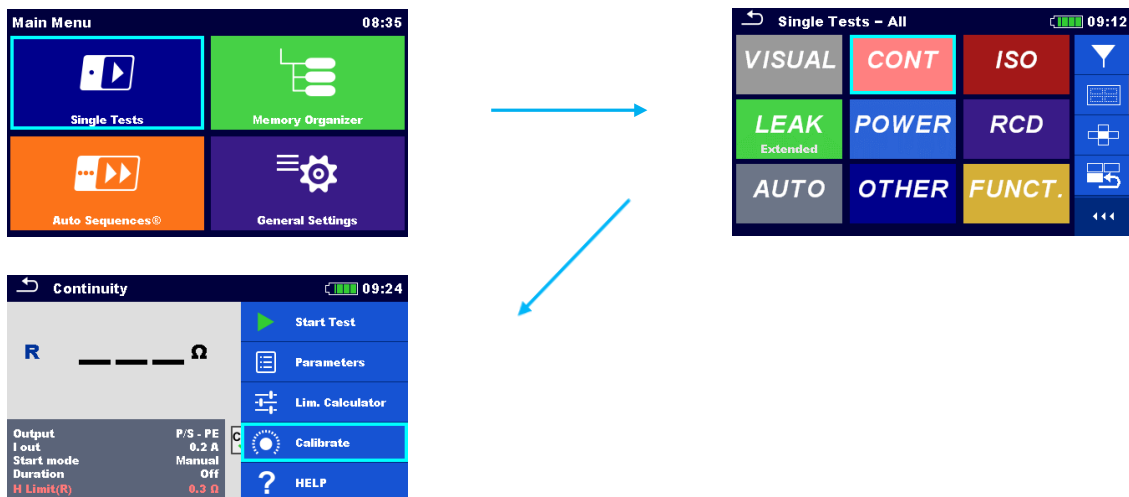 Main Menu 08:35
Single Tests Memory Organizer
Auto Sequences® General Settings
Single Tests – All 09:12
VISUAL CONT ISO
LEAK POWER RCD
Extended
AUTO OTHER FUNCT.
Continuity 09:24
Start Test
R ___Ω Parameters
Lim. Calculator
Output P/S - PE C
I out 0.2 A Calibrate
Start mode Manual
Duration Off
H Limit(R) 0.3 Ω ? HELP